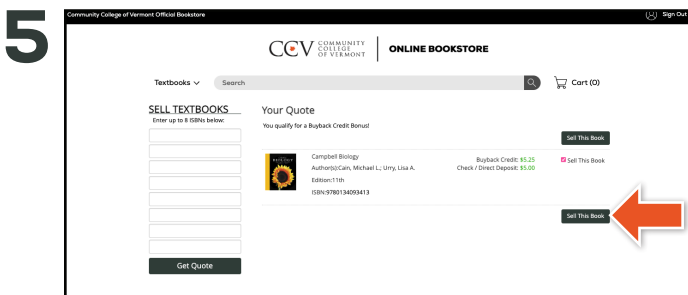 5
Community College of Vermont Official Bookstore
Sign Out
CCV COMMUNITY COLLEGE OF VERMONT
ONLINE BOOKSTORE
Textbooks
Search
Cart (0)
SELL TEXTBOOKS
Enter up to 8 ISBNs below:
Get Quote
Your Quote
You qualify for a Buyback Credit Bonus!
Sell This Book
BIOLOGY
Campbell Biology
Author(s):Cain, Michael L.; Urry, Lisa A.
Edition:11th
ISBN:9780134093413
Buyback Credit: $5.25
Check / Direct Deposit: $5.00
Sell This Book
Sell This Book